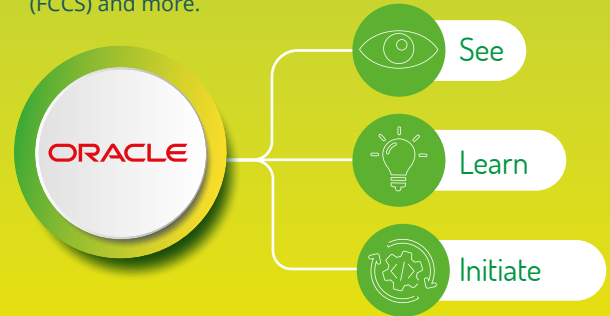 (FCCS) and more.
See
ORACLE
Learn
Initiate